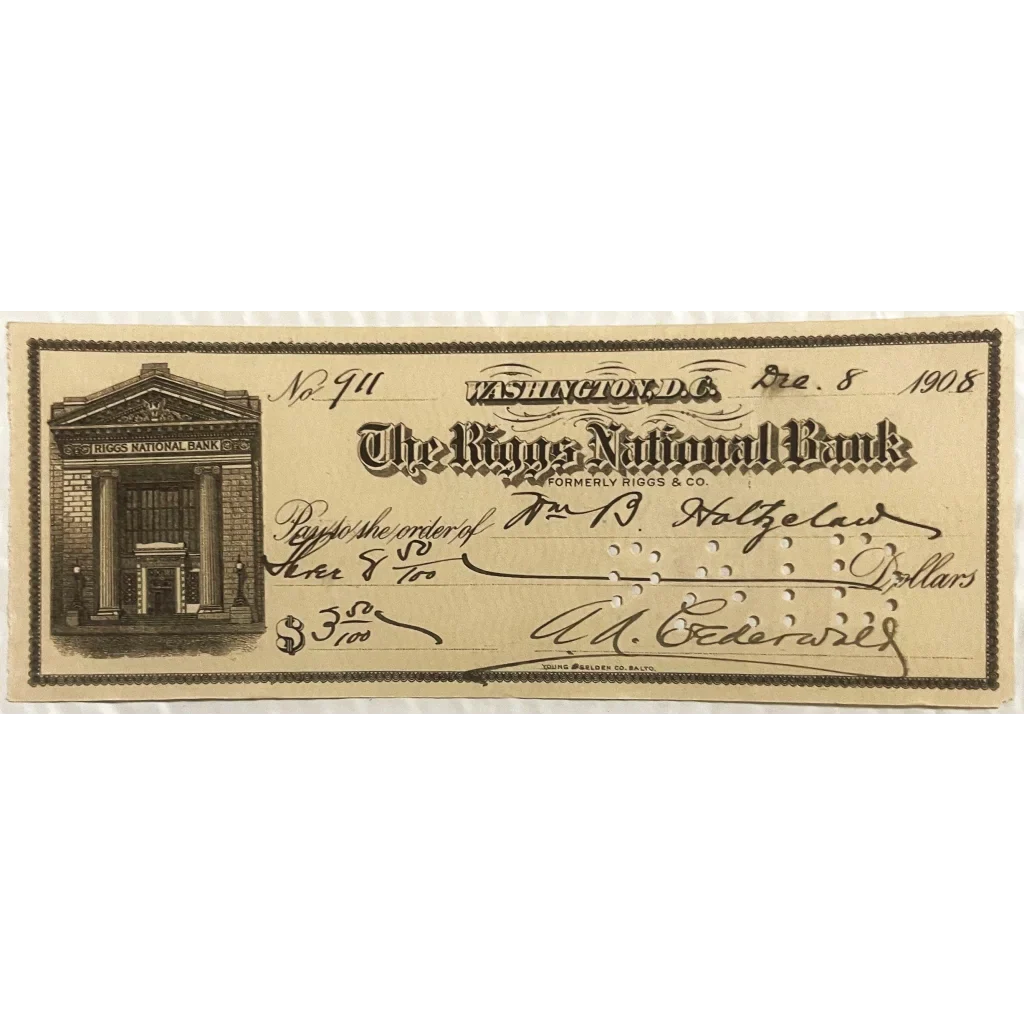 No 911 WASHINGTON, D.C. Dec. 8 1908
RIGGS NATIONAL BANK
The Riggs National Bank
FORMERLY RIGGS & CO.
Pay to the order of Wm B. Holtzclaw
Three & 50/100 Dollars
$ 3 50/100
A. A. Cederwald
YOUNG & SELDEN CO. BALTO.